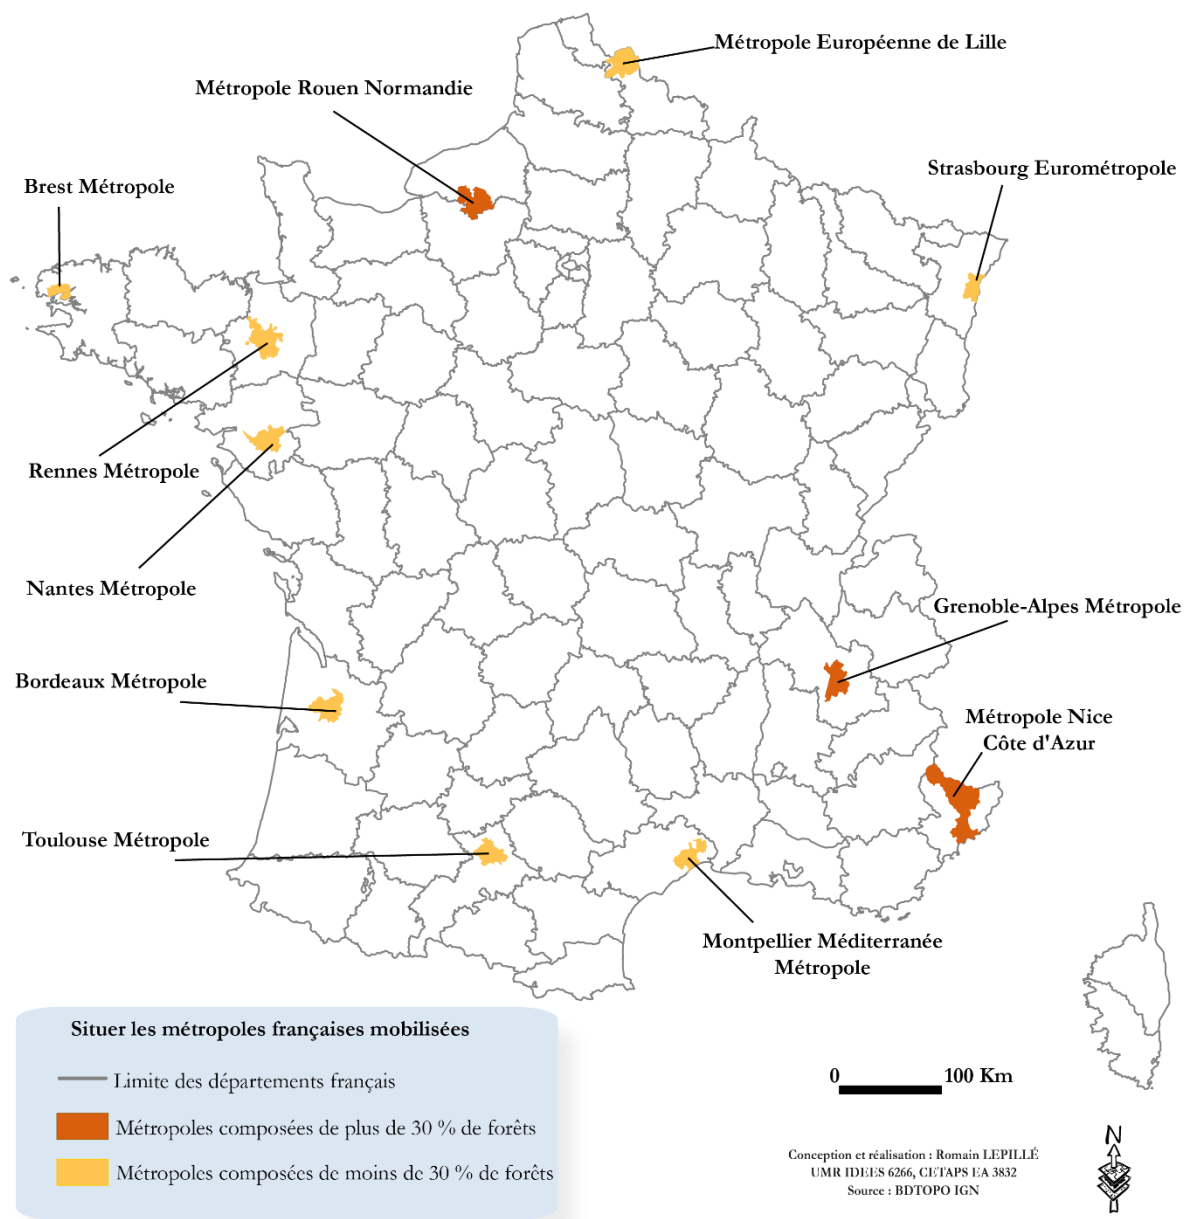 Métropole Européenne de Lille
Métropole Rouen Normandie
Strasbourg Eurométropole
Brest Métropole
Rennes Métropole
Nantes Métropole
Grenoble-Alpes Métropole
Bordeaux Métropole
Métropole Nice
Côte d'Azur
Toulouse Métropole
Montpellier Méditerranée
Métropole
Situer les métropoles françaises mobilisées
Limite des départements français
Métropoles composées de plus de 30 % de forêts
Métropoles composées de moins de 30 % de forêts
0 100 Km
N
Conception et réalisation : Romain LEPILLÉ
UMR IDEES 6266, CETAPS EA 3832
Source : BDTOPO IGN